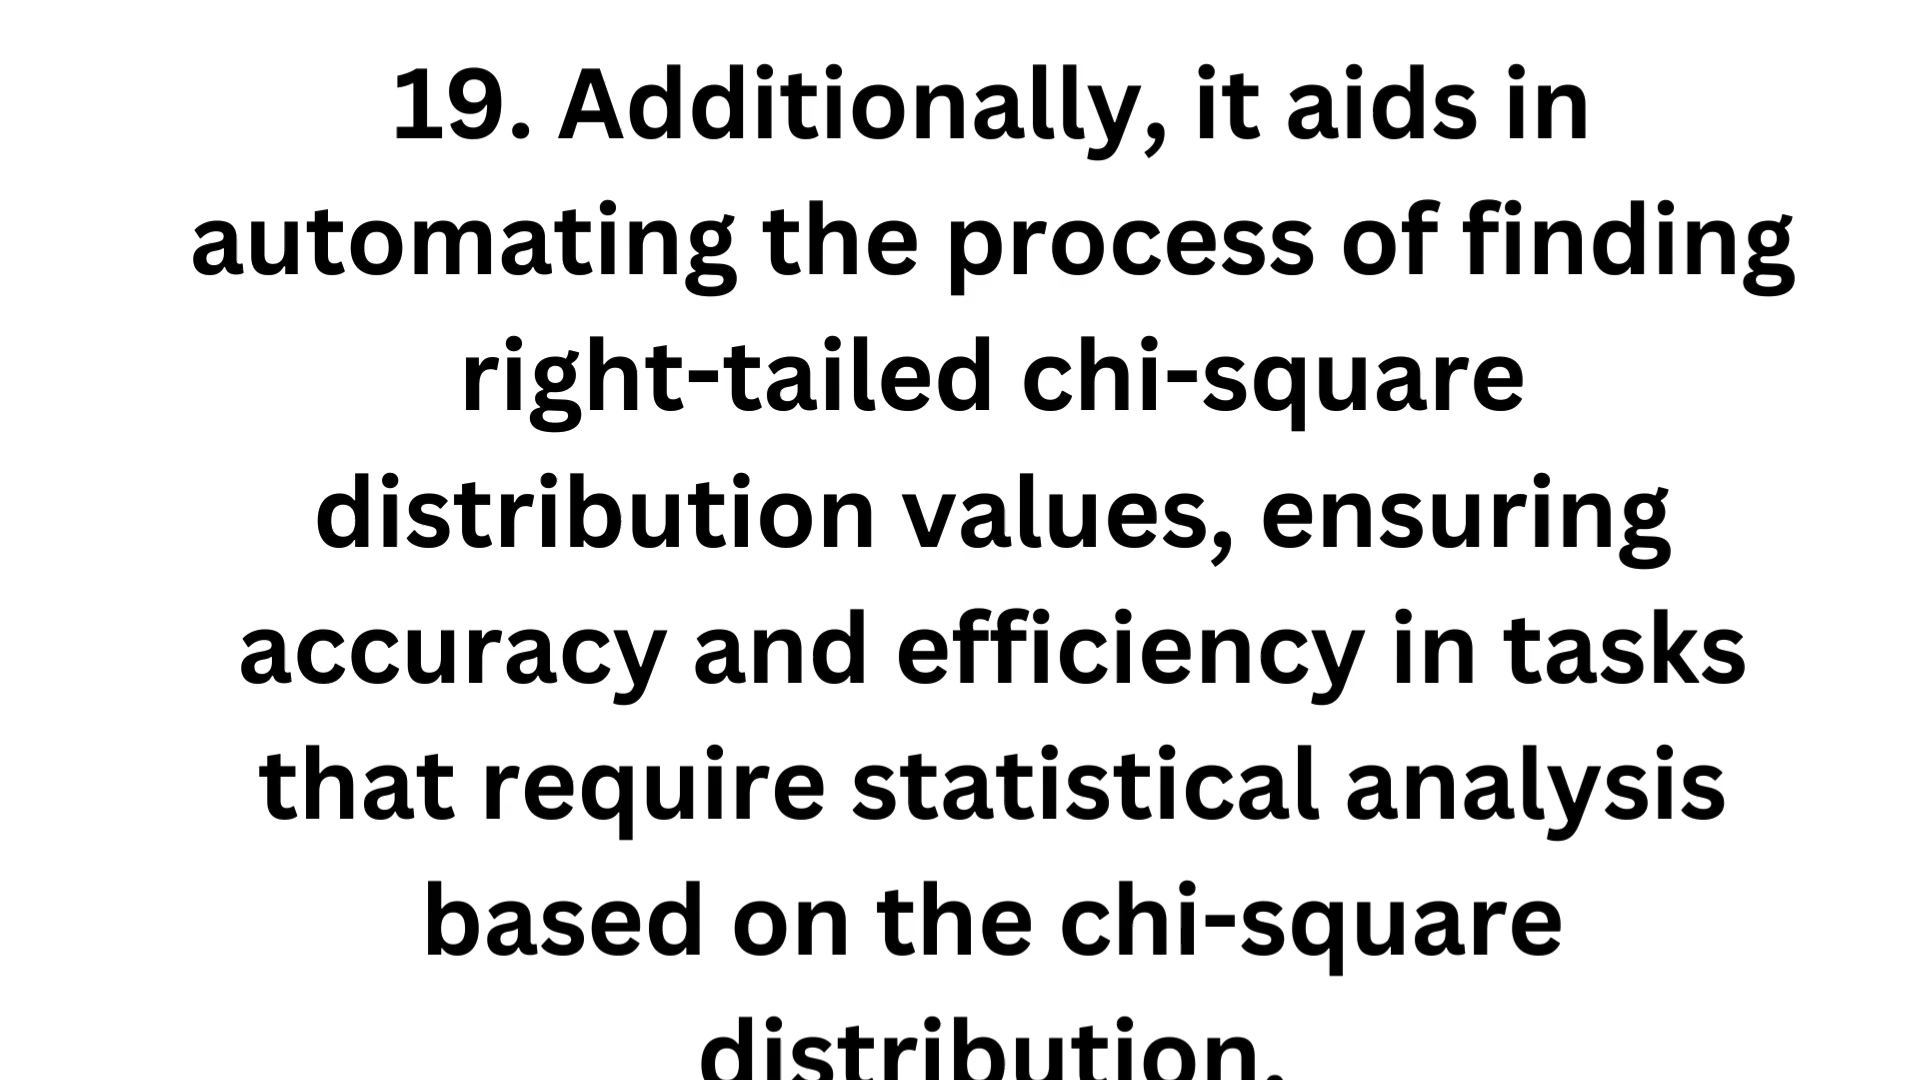 19. Additionally, it aids in
automating the process of finding
right-tailed chi-square
distribution values, ensuring
accuracy and efficiency in tasks
that require statistical analysis
based on the chi-square
distribution.